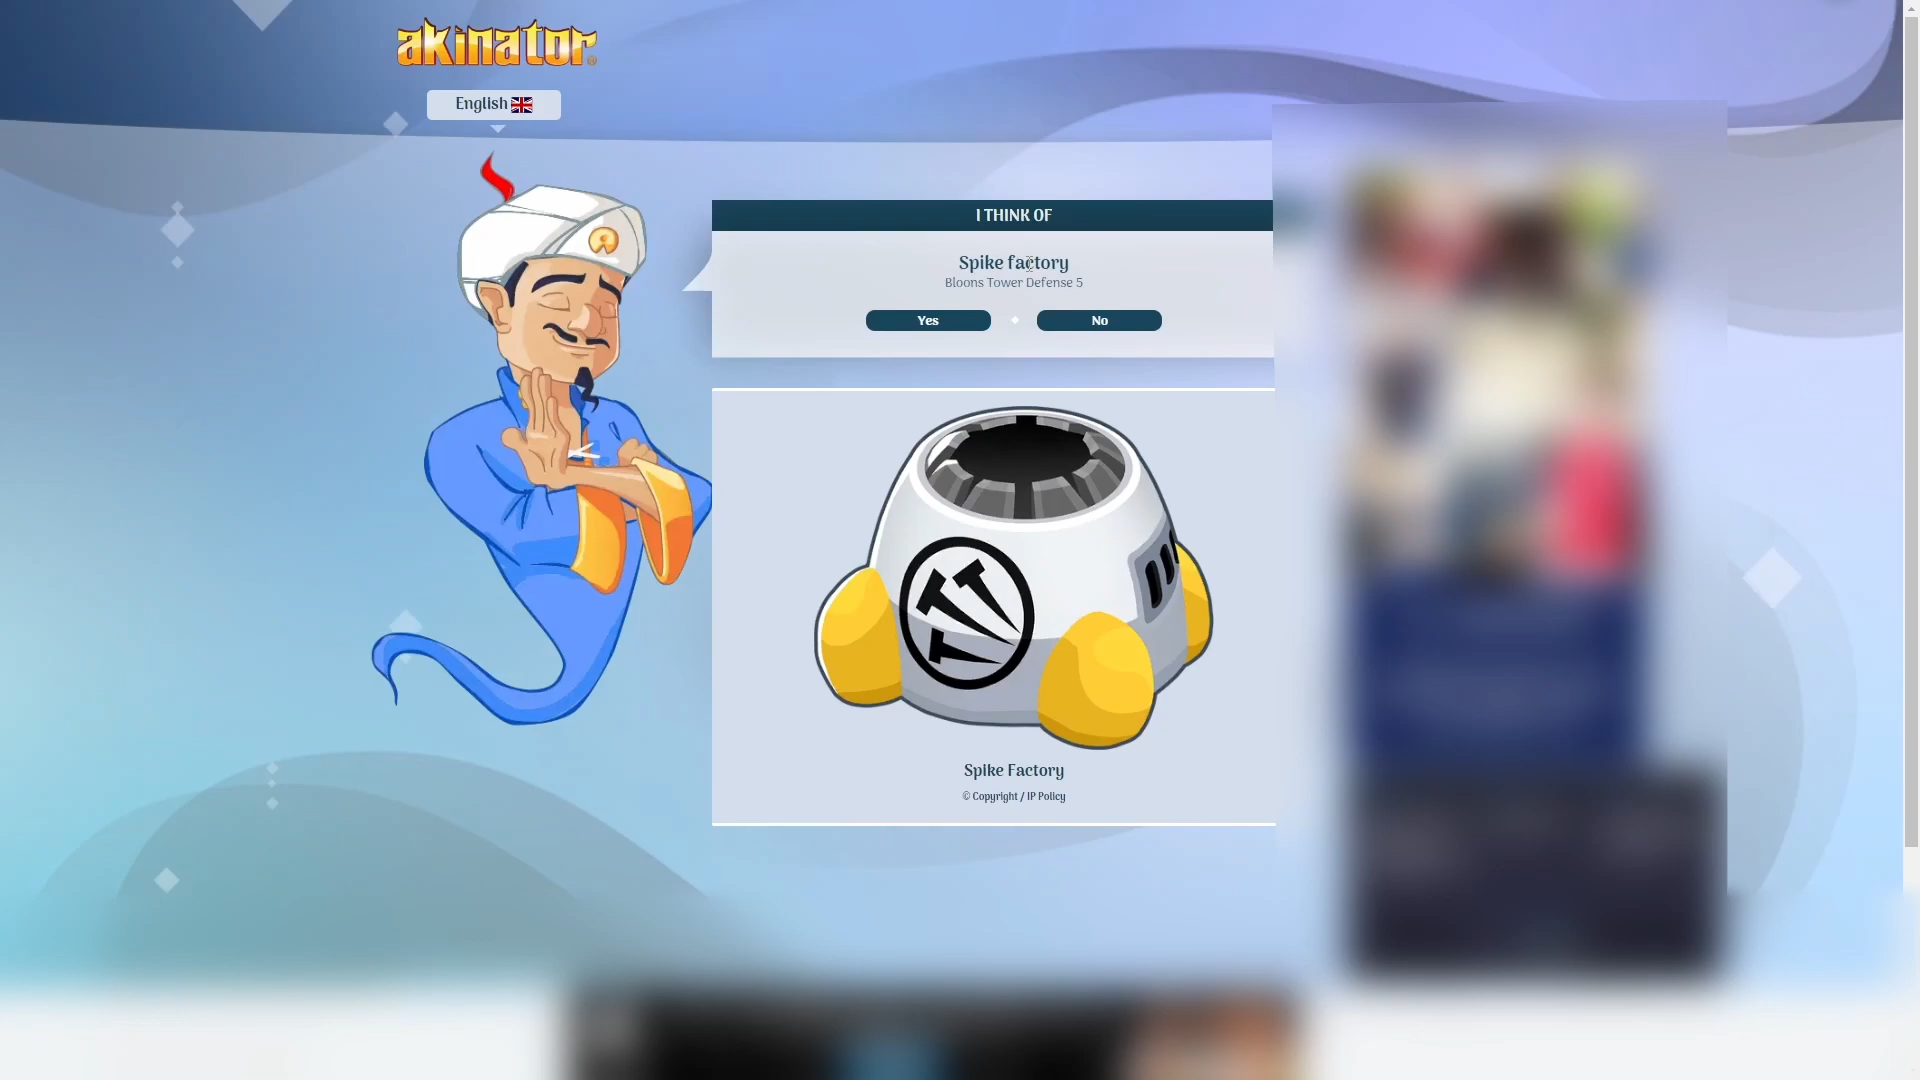 akinator®
English
I THINK OF
Spike factory
Bloons Tower Defense 5
Yes
No
Spike Factory
© Copyright / IP Policy